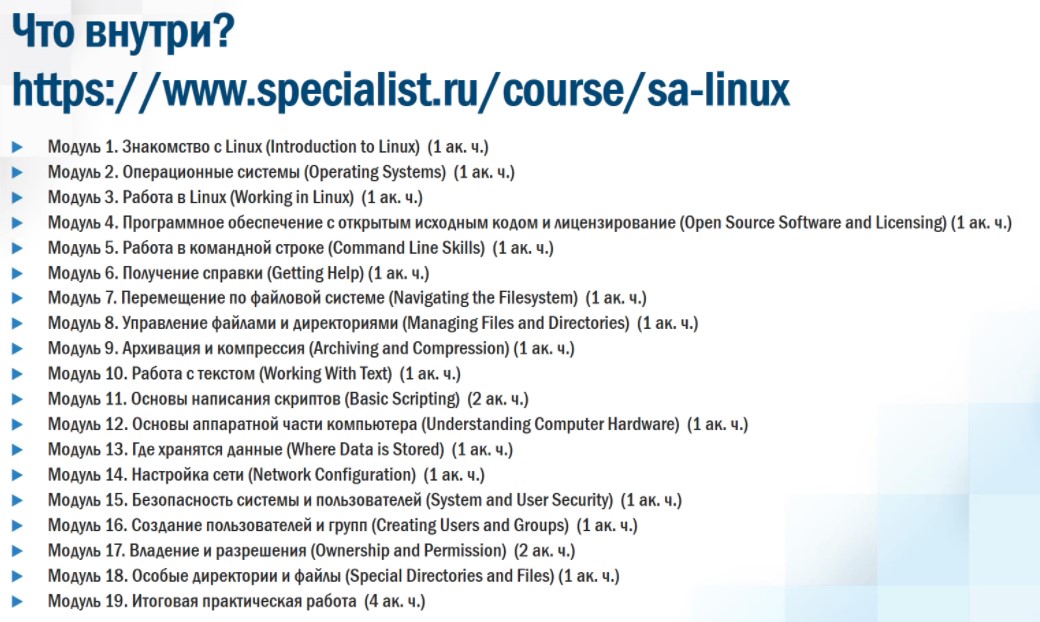 Что внутри?
https://www.specialist.ru/course/sa-linux
Модуль 1. Знакомство с Linux (Introduction to Linux) (1 ак. ч.)
Модуль 2. Операционные системы (Operating Systems) (1 ак. ч.)
Модуль 3. Работа в Linux (Working in Linux) (1 ак. ч.)
Модуль 4. Программное обеспечение с открытым исходным кодом и лицензирование (Open Source Software and Licensing) (1 ак. ч.)
Модуль 5. Работа в командной строке (Command Line Skills) (1 ак. ч.)
Модуль 6. Получение справки (Getting Help) (1 ак. ч.)
Модуль 7. Перемещение по файловой системе (Navigating the Filesystem) (1 ак. ч.)
Модуль 8. Управление файлами и директориями (Managing Files and Directories) (1 ак. ч.)
Модуль 9. Архивация и компрессия (Archiving and Compression) (1 ак. ч.)
Модуль 10. Работа с текстом (Working With Text) (1 ак. ч.)
Модуль 11. Основы написания скриптов (Basic Scripting) (2 ак. ч.)
Модуль 12. Основы аппаратной части компьютера (Understanding Computer Hardware) (1 ак. ч.)
Модуль 13. Где хранятся данные (Where Data is Stored) (1 ак. ч.)
Модуль 14. Настройка сети (Network Configuration) (1 ак. ч.)
Модуль 15. Безопасность системы и пользователей (System and User Security) (1 ак. ч.)
Модуль 16. Создание пользователей и групп (Creating Users and Groups) (1 ак. ч.)
Модуль 17. Владение и разрешения (Ownership and Permission) (2 ак. ч.)
Модуль 18. Особые директории и файлы (Special Directories and Files) (1 ак. ч.)
Модуль 19. Итоговая практическая работа (4 ак. ч.)